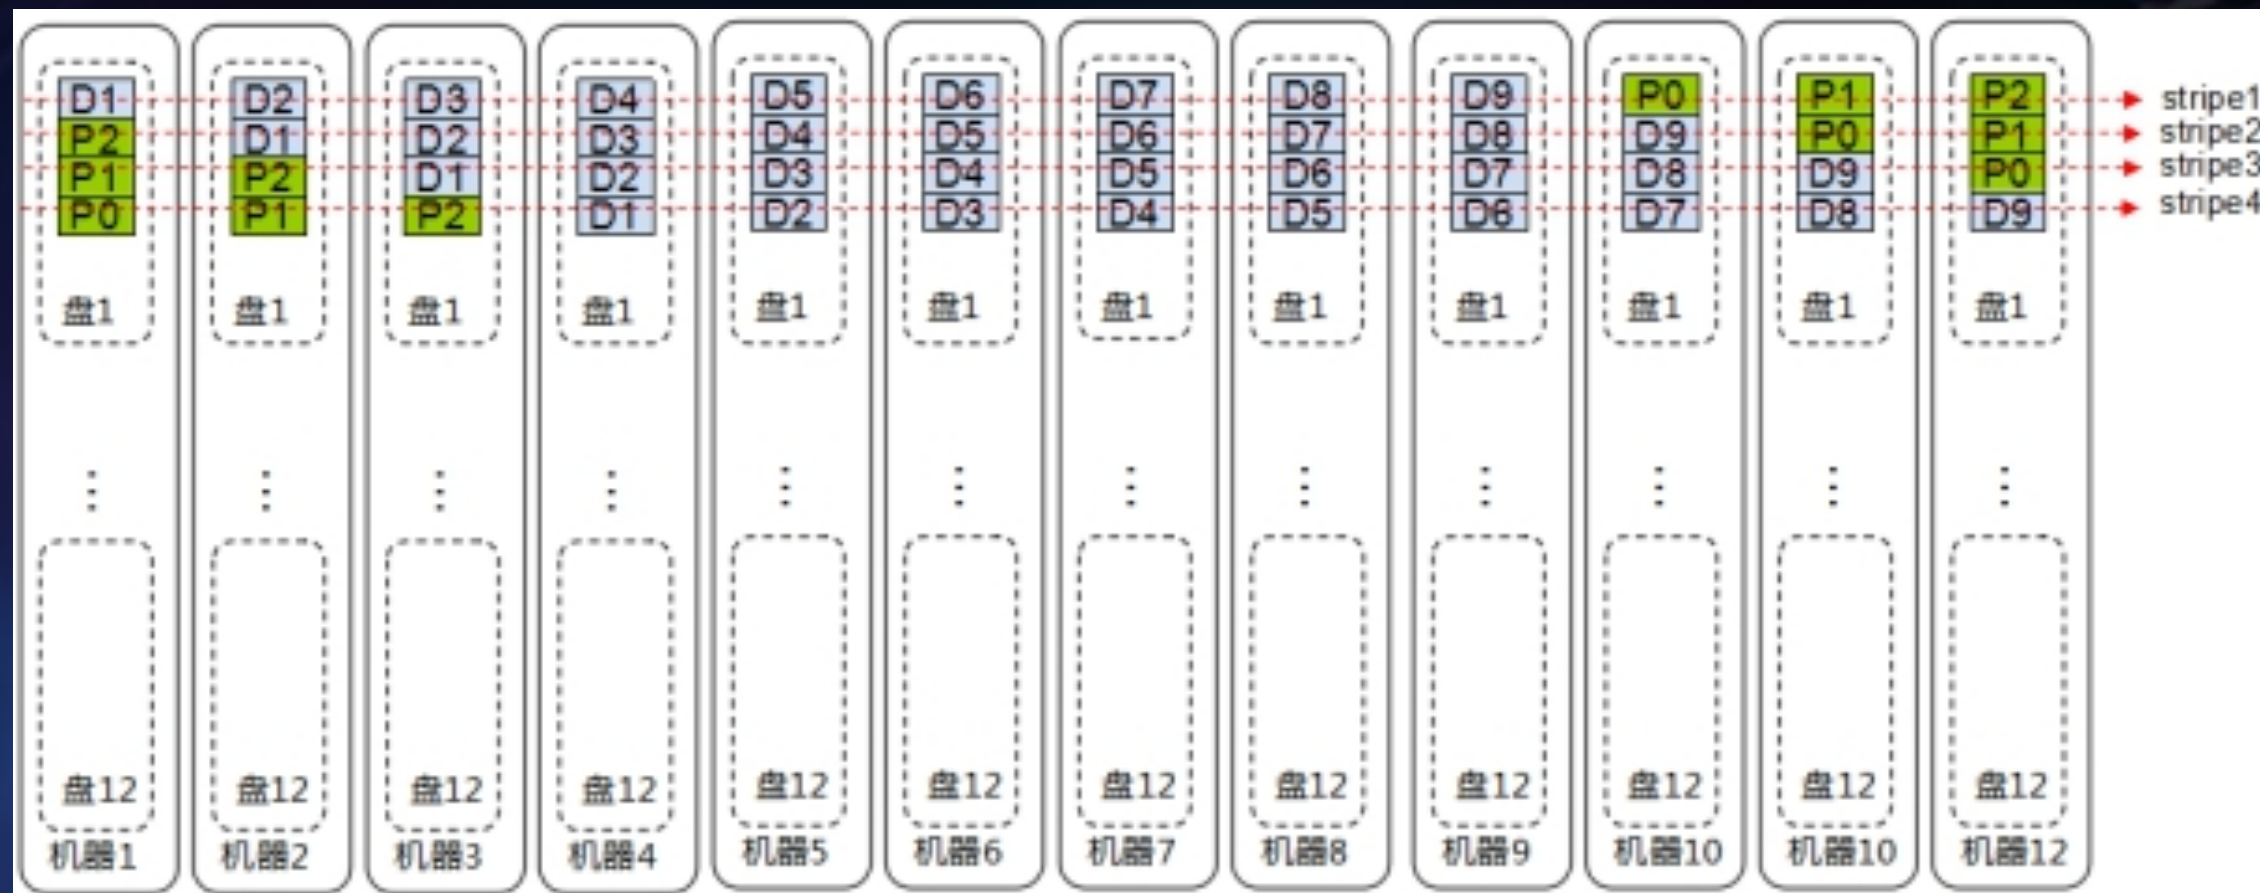 D1 D2 D3 D4 D5 D6 D7 D8 D9 P0 P1 P2 stripe1
P2 D1 D2 D3 D4 D5 D6 D7 D8 D9 P0 P1 stripe2
P1 P2 D1 D2 D3 D4 D5 D6 D7 D8 D9 P0 stripe3
P0 P1 P2 D1 D2 D3 D4 D5 D6 D7 D8 D9 stripe4
盘1 盘1 盘1 盘1 盘1 盘1 盘1 盘1 盘1 盘1 盘1 盘1
盘12 盘12 盘12 盘12 盘12 盘12 盘12 盘12 盘12 盘12 盘12 盘12
机器1 机器2 机器3 机器4 机器5 机器6 机器7 机器8 机器9 机器10 机器10 机器12